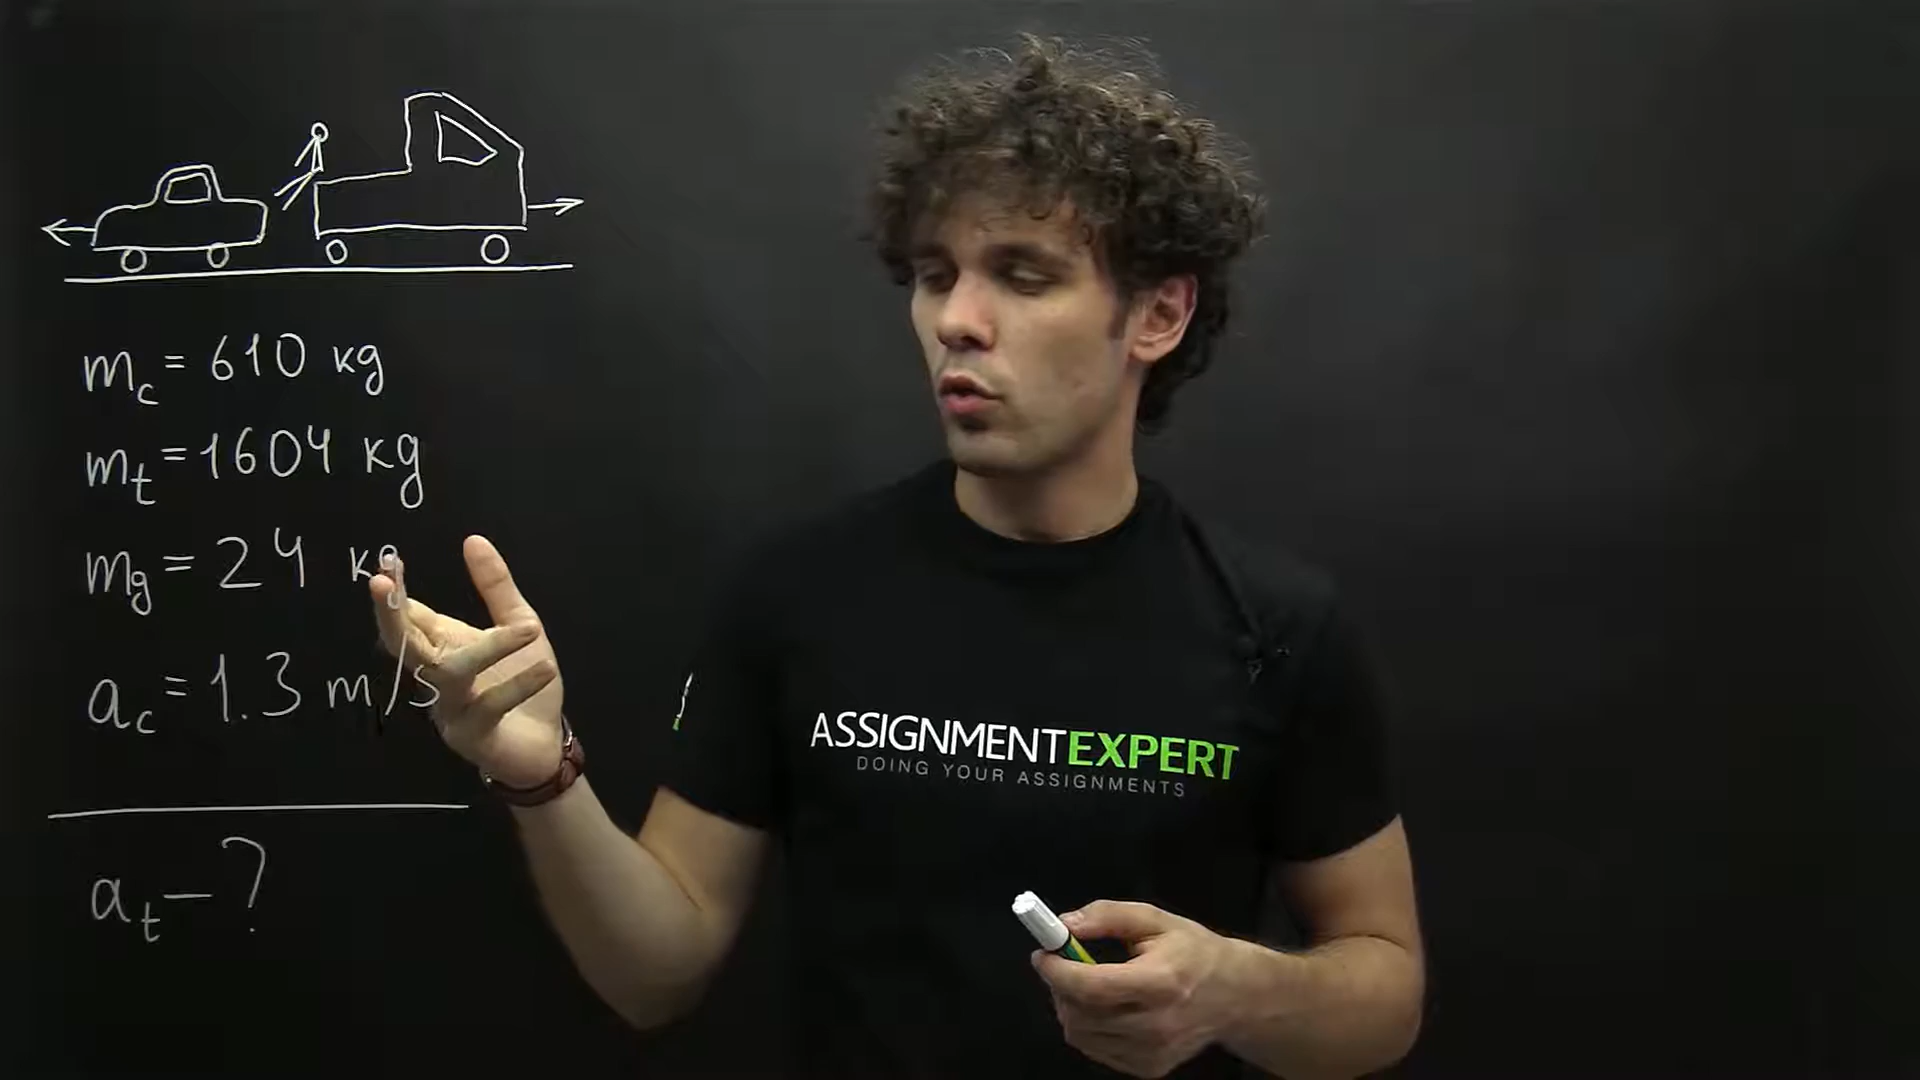 m_c = 610 kg
m_t = 1604 kg
m_g = 24 kg
a_c = 1.3 m/s
a_t - ?
ASSIGNMENTEXPERT
DOING YOUR ASSIGNMENTS